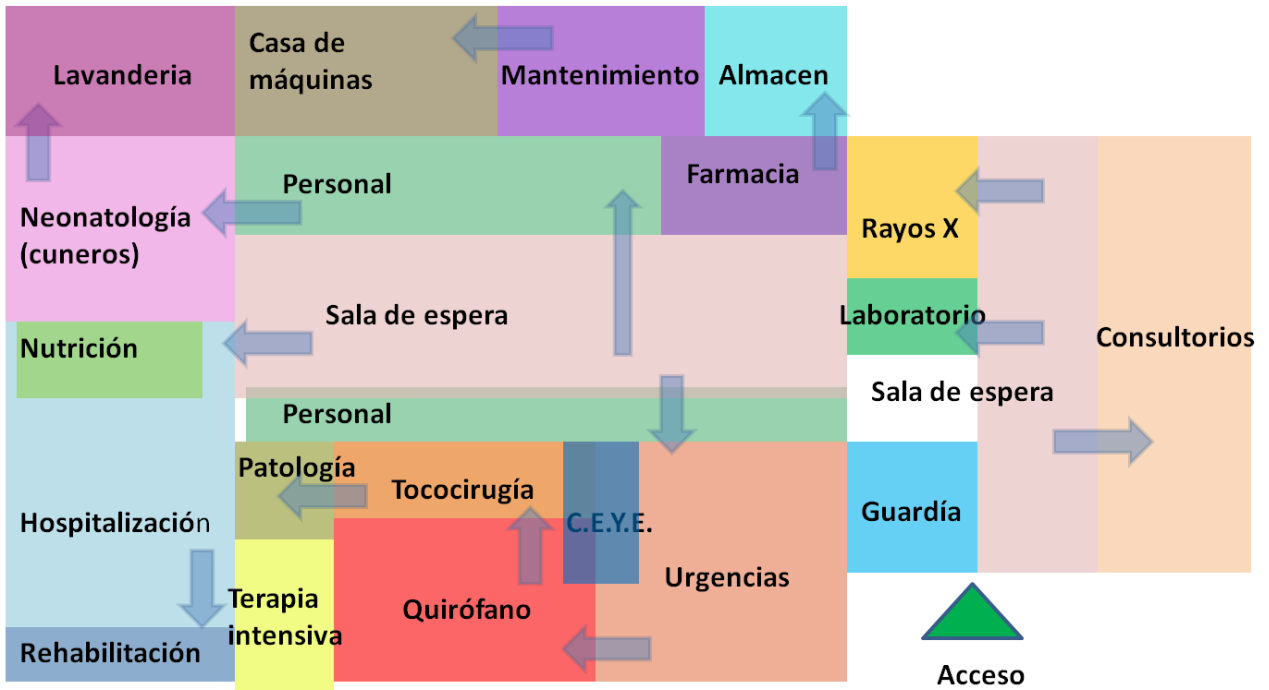 Lavanderia
Casa de
máquinas
Mantenimiento
Almacen
Personal
Farmacia
Neonatología
(cuneros)
Rayos X
Sala de espera
Laboratorio
Consultorios
Nutrición
Personal
Sala de espera
Patología
Tococirugía
C.E.Y.E.
Guardía
Hospitalización
Urgencias
Terapia
intensiva
Quirófano
Rehabilitación
Acceso